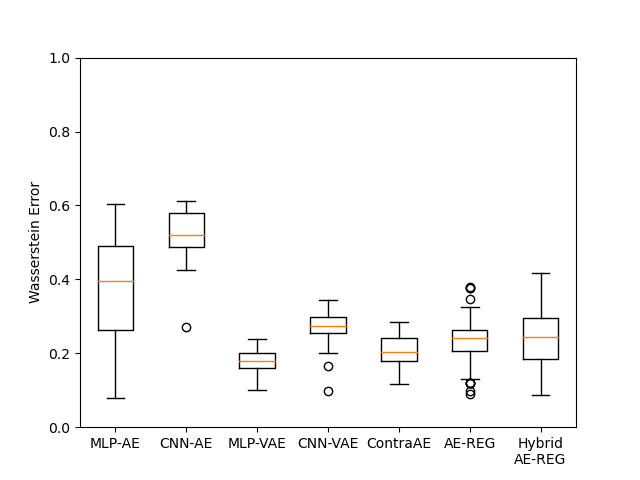 1.0
0.8
0.6
0.4
0.2
0.0
Wasserstein Error
MLP-AE CNN-AE MLP-VAE CNN-VAE ContraAE AE-REG Hybrid
AE-REG